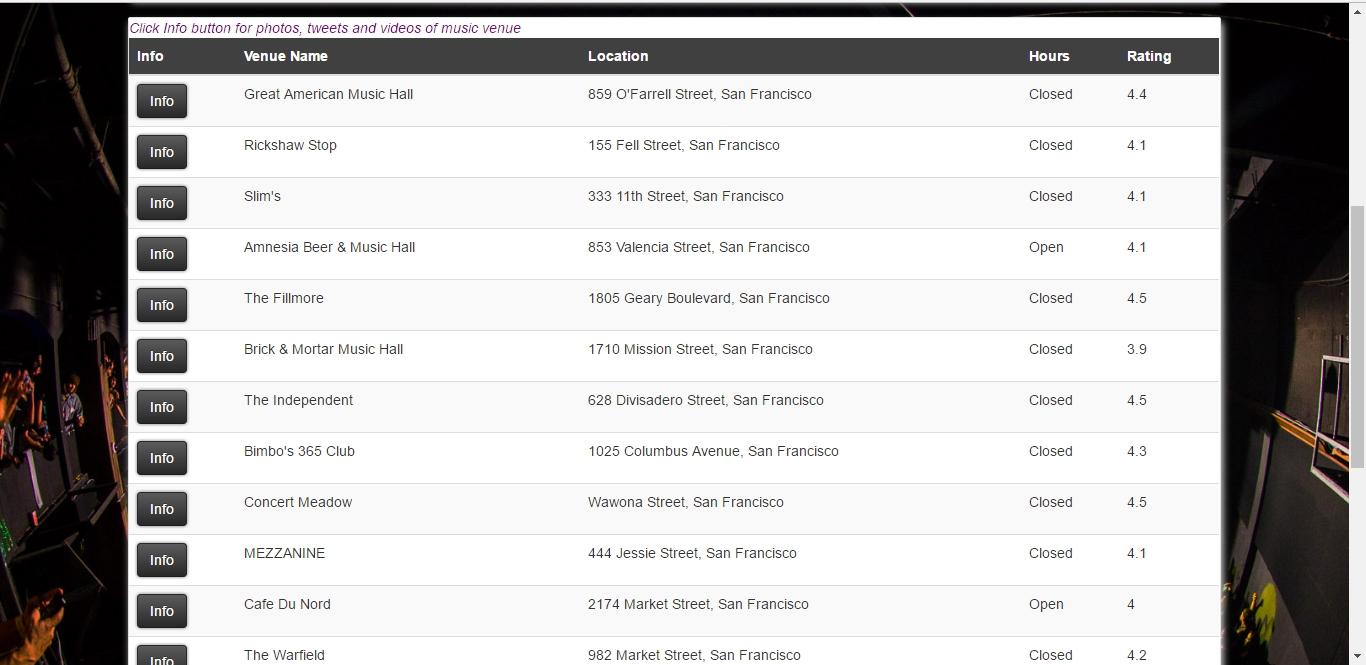 Click Info button for photos, tweets and videos of music venue
Info Venue Name Location Hours Rating
Info Great American Music Hall 859 O'Farrell Street, San Francisco Closed 4.4
Info Rickshaw Stop 155 Fell Street, San Francisco Closed 4.1
Info Slim's 333 11th Street, San Francisco Closed 4.1
Info Amnesia Beer & Music Hall 853 Valencia Street, San Francisco Open 4.1
Info The Fillmore 1805 Geary Boulevard, San Francisco Closed 4.5
Info Brick & Mortar Music Hall 1710 Mission Street, San Francisco Closed 3.9
Info The Independent 628 Divisadero Street, San Francisco Closed 4.5
Info Bimbo's 365 Club 1025 Columbus Avenue, San Francisco Closed 4.3
Info Concert Meadow Wawona Street, San Francisco Closed 4.5
Info MEZZANINE 444 Jessie Street, San Francisco Closed 4.1
Info Cafe Du Nord 2174 Market Street, San Francisco Open 4
Info The Warfield 982 Market Street, San Francisco Closed 4.2